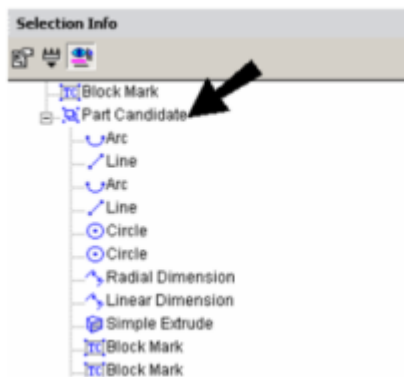 Selection Info
Block Mark
Part Candidate
Arc
Line
Arc
Line
Circle
Circle
Radial Dimension
Linear Dimension
Simple Extrude
Block Mark
Block Mark